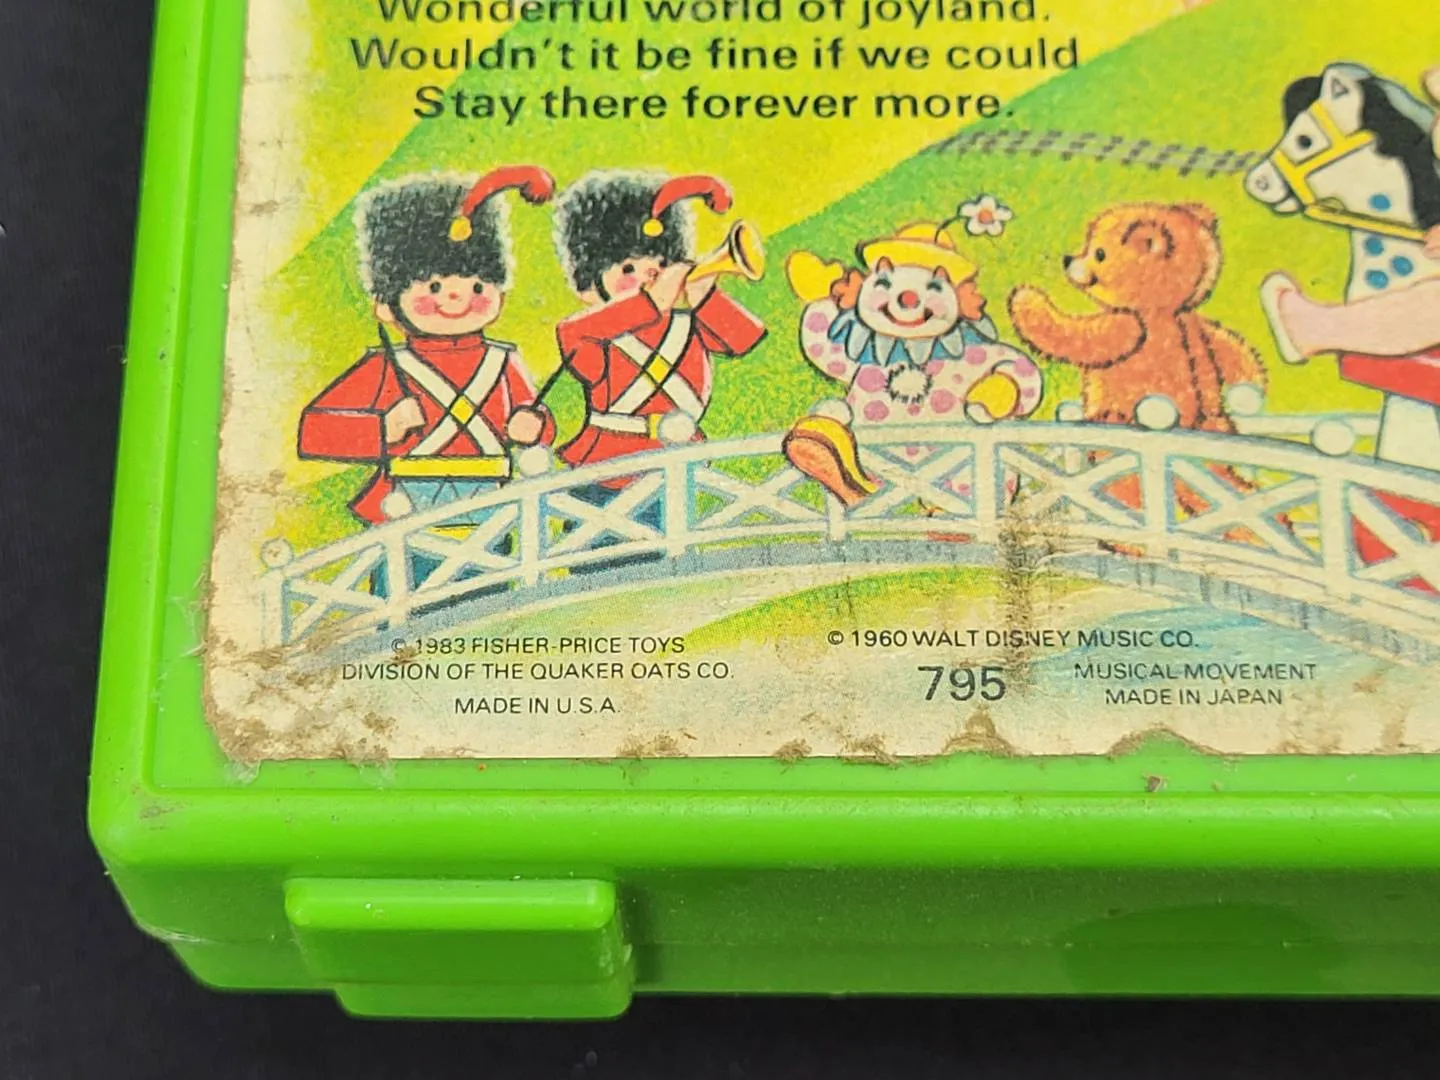 Wonderful world of joyland.
Wouldn't it be fine if we could
Stay there forever more.
© 1983 FISHER-PRICE TOYS
DIVISION OF THE QUAKER OATS CO.
MADE IN U.S.A.
© 1960 WALT DISNEY MUSIC CO.
795
MUSICAL MOVEMENT
MADE IN JAPAN